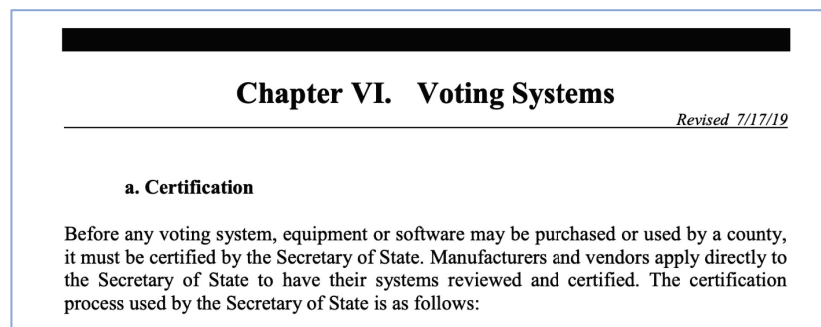 Chapter VI. Voting Systems
Revised 7/17/19
a. Certification
Before any voting system, equipment or software may be purchased or used by a county,
it must be certified by the Secretary of State. Manufacturers and vendors apply directly to
the Secretary of State to have their systems reviewed and certified. The certification
process used by the Secretary of State is as follows: